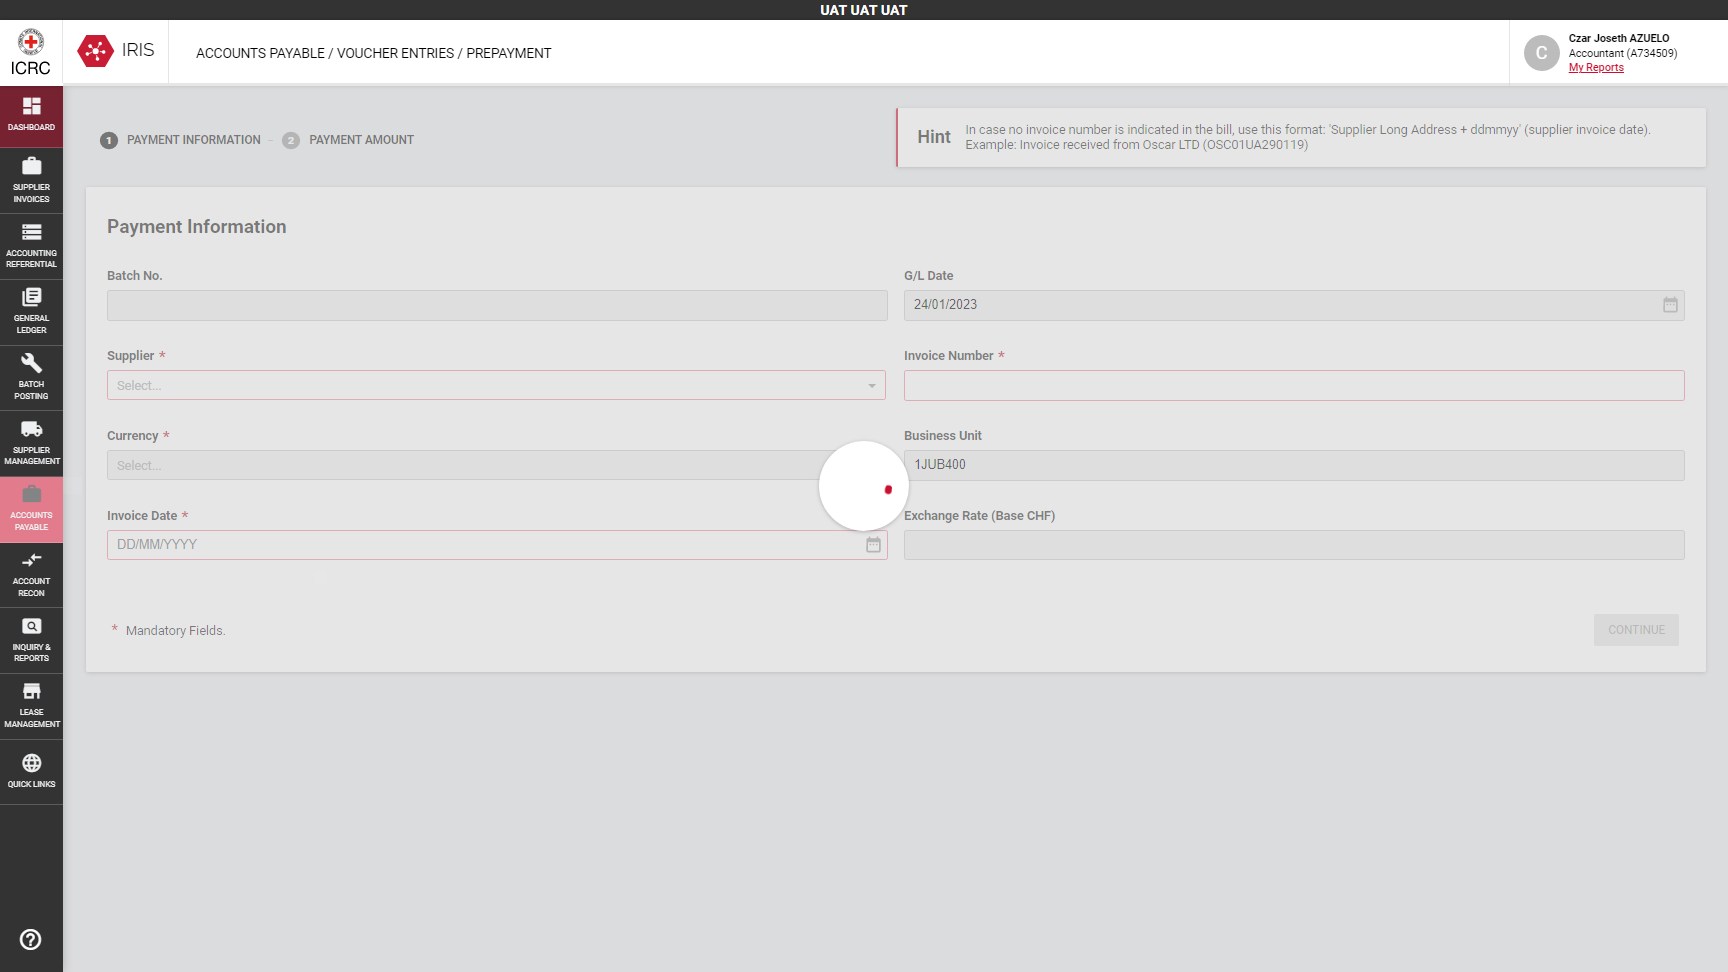 UAT UAT UAT
ICRC
IRIS
ACCOUNTS PAYABLE / VOUCHER ENTRIES / PREPAYMENT
C
Czar Joseth AZUELO
Accountant (A734509)
My Reports
DASHBOARD
SUPPLIER
INVOICES
ACCOUNTING
REFERENTIAL
GENERAL
LEDGER
BATCH
POSTING
SUPPLIER
MANAGEMENT
ACCOUNTS
PAYABLE
ACCOUNT
RECON
INQUIRY &
REPORTS
LEASE
MANAGEMENT
QUICK LINKS
1 PAYMENT INFORMATION - 2 PAYMENT AMOUNT
Hint
In case no invoice number is indicated in the bill, use this format: 'Supplier Long Address + ddmmyy' (supplier invoice date).
Example: Invoice received from Oscar LTD (OSC01UA290119)
Payment Information
Batch No.
G/L Date
24/01/2023
Supplier *
Select...
Invoice Number *
Currency *
Select...
Business Unit
1JUB400
Invoice Date *
DD/MM/YYYY
Exchange Rate (Base CHF)
* Mandatory Fields.
CONTINUE